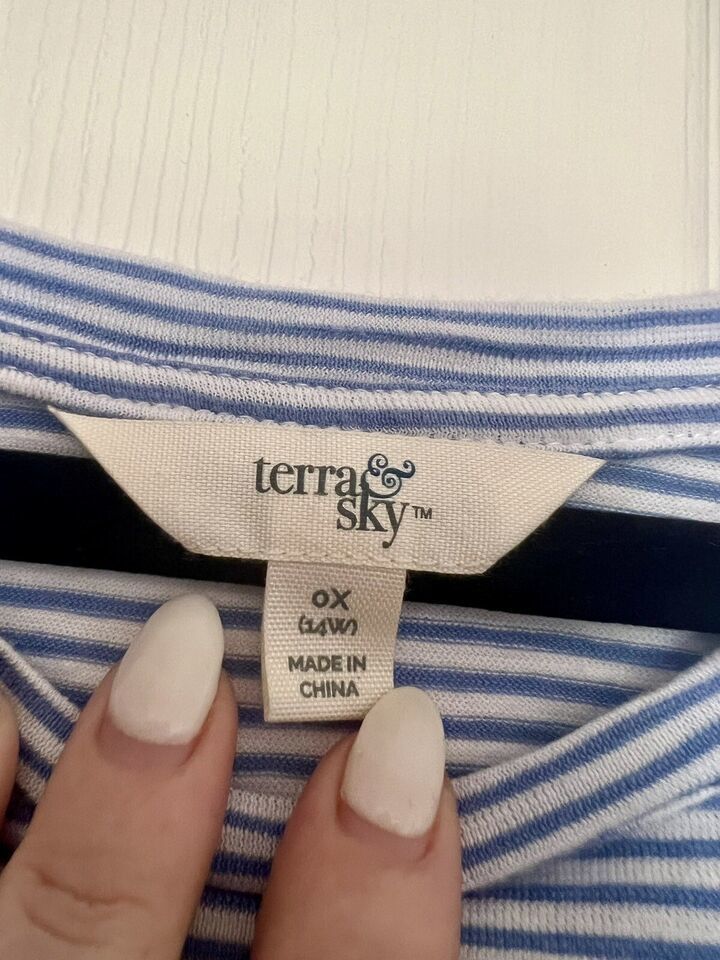 terra &
sky™
0X
(14W)
MADE IN
CHINA